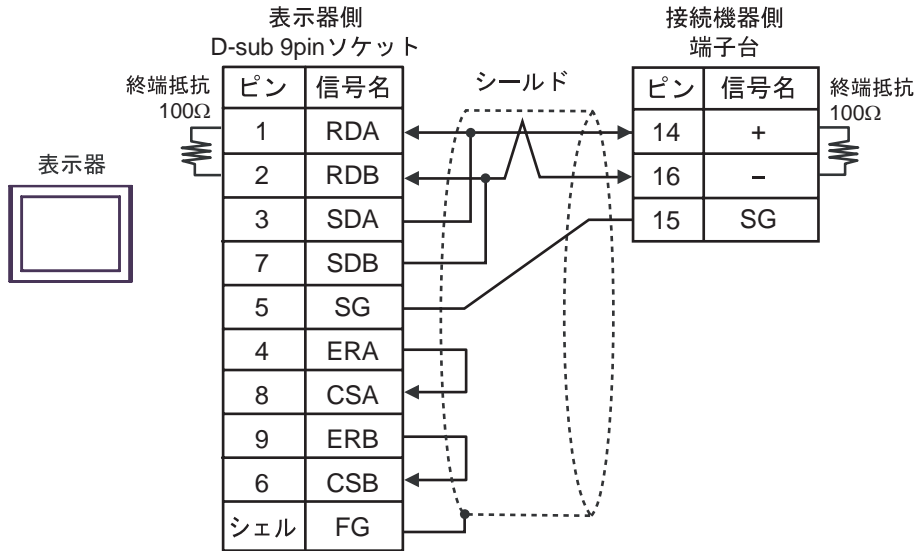 表示器側
D-sub 9pinソケット
接続機器側
端子台
終端抵抗
100Ω
シールド
終端抵抗
100Ω
表示器
ピン 信号名
1 RDA
2 RDB
3 SDA
7 SDB
5 SG
4 ERA
8 CSA
9 ERB
6 CSB
シェル FG
ピン 信号名
14 +
16 −
15 SG